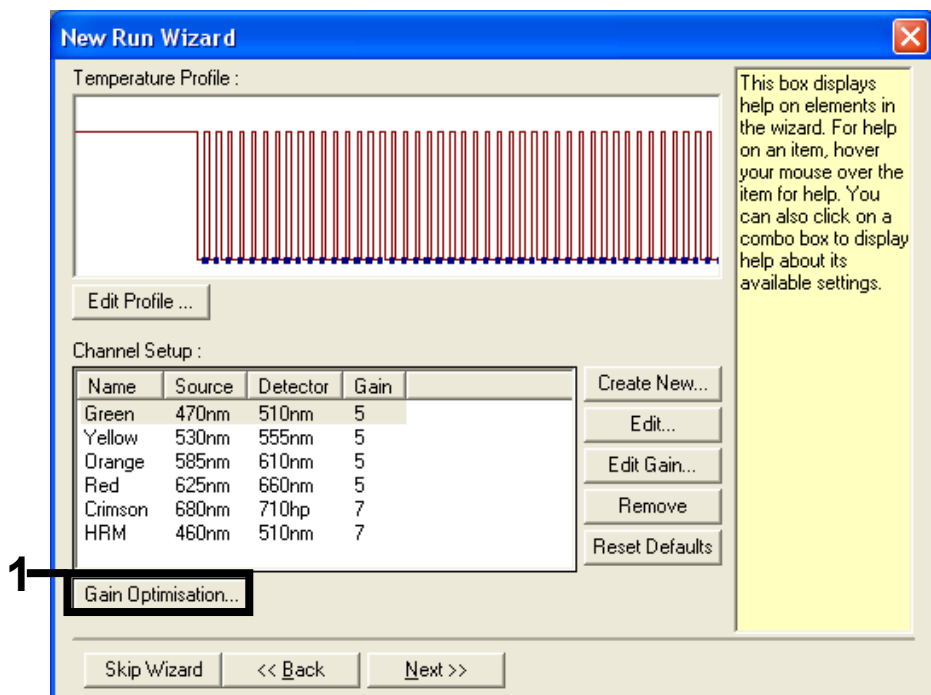 New Run Wizard
Temperature Profile :
This box displays
help on elements in
the wizard. For help
on an item, hover
your mouse over the
item for help. You
can also click on a
combo box to display
help about its
available settings.
Edit Profile ...
Channel Setup :
Name Source Detector Gain
Green 470nm 510nm 5
Yellow 530nm 555nm 5
Orange 585nm 610nm 5
Red 625nm 660nm 5
Crimson 680nm 710hp 7
HRM 460nm 510nm 7
Create New...
Edit...
Edit Gain...
Remove
Reset Defaults
1
Gain Optimisation...
Skip Wizard << Back Next >>